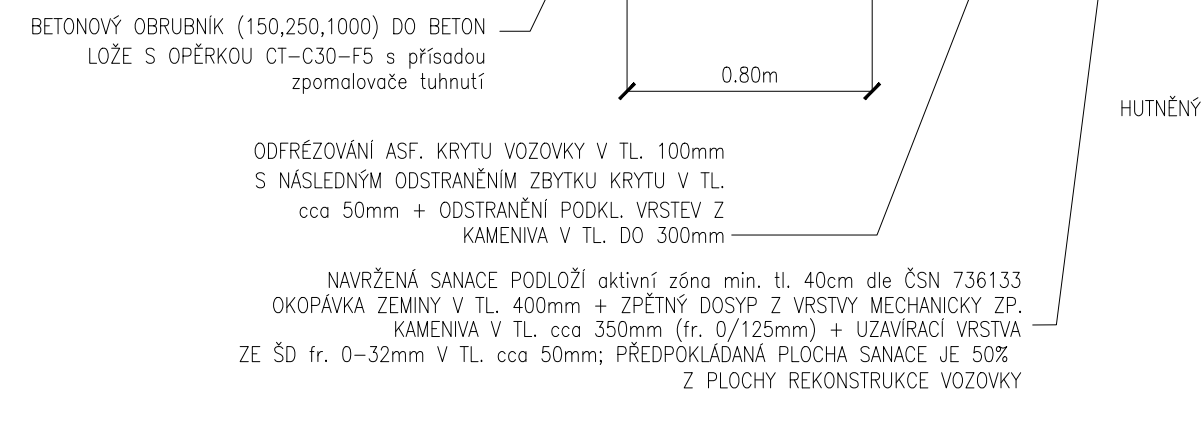 BETONOVÝ OBRUBNÍK (150,250,1000) DO BETON
LOŽE S OPĚRKOU CT-C30-F5 s přísadou
zpomalovače tuhnutí
0.80m
HUTNĚNÝ
ODFRÉZOVÁNÍ ASF. KRYTU VOZOVKY V TL. 100mm
S NÁSLEDNÝM ODSTRANĚNÍM ZBYTKU KRYTU V TL.
cca 50mm + ODSTRANĚNÍ PODKL. VRSTEV Z
KAMENIVA V TL. DO 300mm
NAVRŽENÁ SANACE PODLOŽÍ aktivní zóna min. tl. 40cm dle ČSN 736133
OKOPÁVKA ZEMINY V TL. 400mm + ZPĚTNÝ DOSYP Z VRSTVY MECHANICKY ZP.
KAMENIVA V TL. cca 350mm (fr. 0/125mm) + UZAVÍRACÍ VRSTVA
ZE ŠD fr. 0-32mm V TL. cca 50mm; PŘEDPOKLÁDANÁ PLOCHA SANACE JE 50%
Z PLOCHY REKONSTRUKCE VOZOVKY